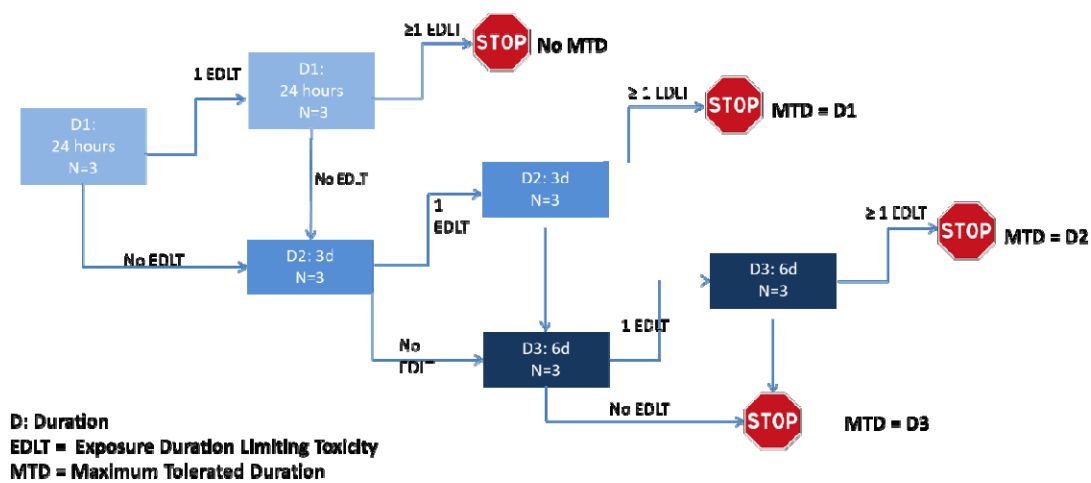 ≥1 EDLT
STOP
No MTD
D1:
24 hours
N=3
1 EDLT
D1:
24 hours
N=3
≥ 1 EDLT
STOP
MTD = D1
No EDLT
D2: 3d
N=3
1
EDLT
≥ 1 EDLT
STOP
MTD = D2
No EDLT
D2: 3d
N=3
D3: 6d
N=3
1 EDLT
No
EDLT
D3: 6d
N=3
No EDLT
STOP
MTD = D3
D: Duration
EDLT = Exposure Duration Limiting Toxicity
MTD = Maximum Tolerated Duration